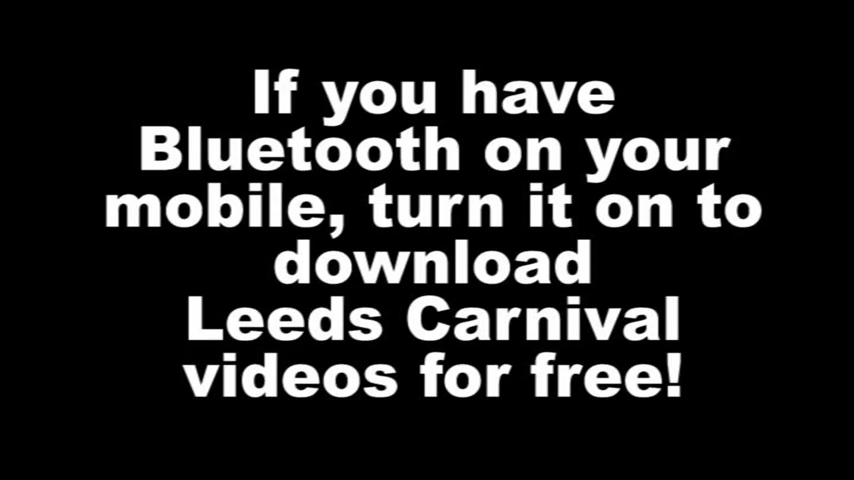 If you have
Bluetooth on your
mobile, turn it on to
download
Leeds Carnival
videos for free!